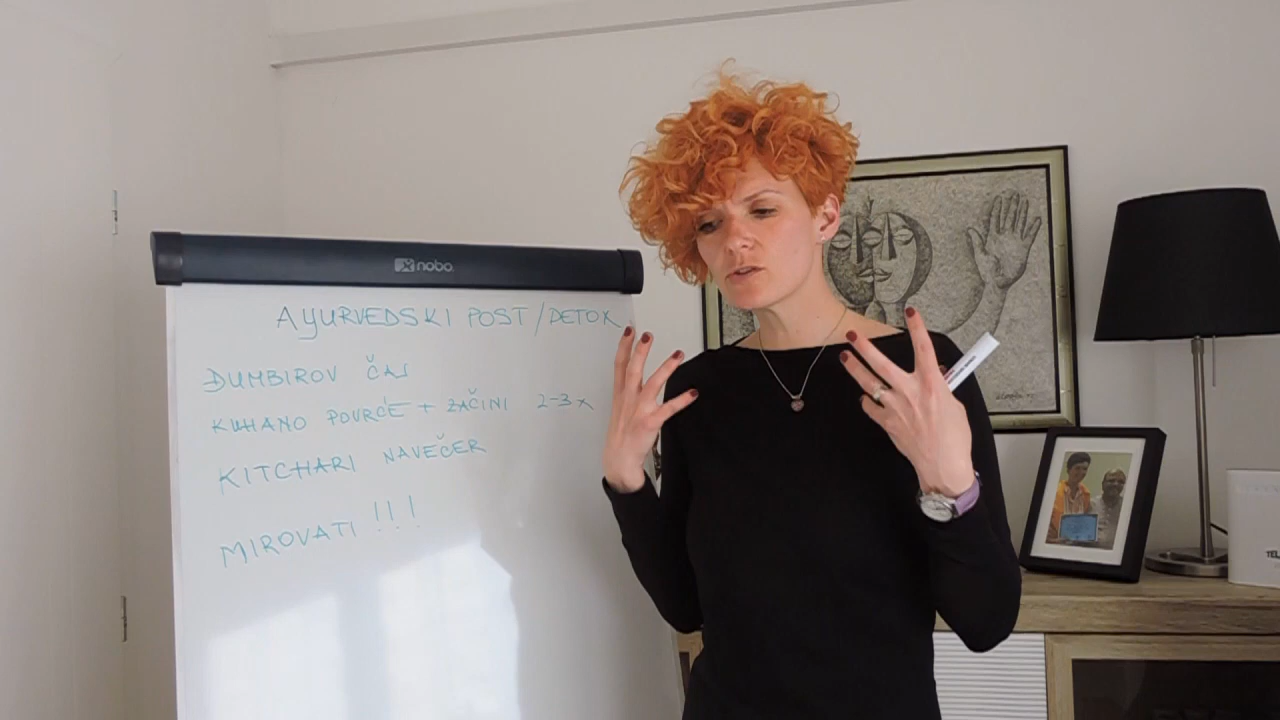 nobo
AYURVEDSKI POST/DETOX
ĐUMBIROV ČAJ
KUHANO POVRĆE + ZAČINI 2-3x
KITCHARI NAVEČER
MIROVATI !!!